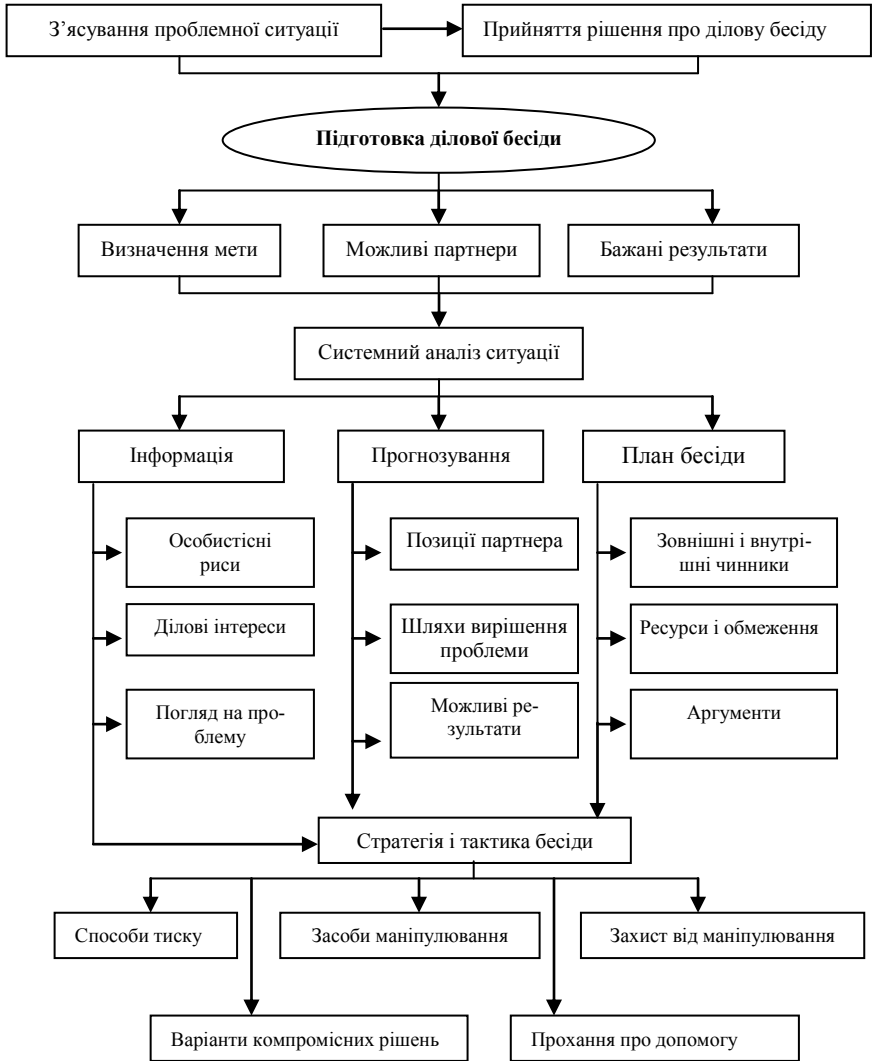 З’ясування проблемної ситуації
Прийняття рішення про ділову бесіду
Підготовка ділової бесіди
Визначення мети
Можливі партнери
Бажані результати
Системний аналіз ситуації
Інформація
Прогнозування
План бесіди
Особистісні
риси
Позиції партнера
Зовнішні і внутрі-
шні чинники
Ділові інтереси
Шляхи вирішення
проблеми
Ресурси і обмеження
Погляд на про-
блему
Можливі ре-
зультати
Аргументи
Стратегія і тактика бесіди
Способи тиску
Засоби маніпулювання
Захист від маніпулювання
Варіанти компромісних рішень
Прохання про допомогу